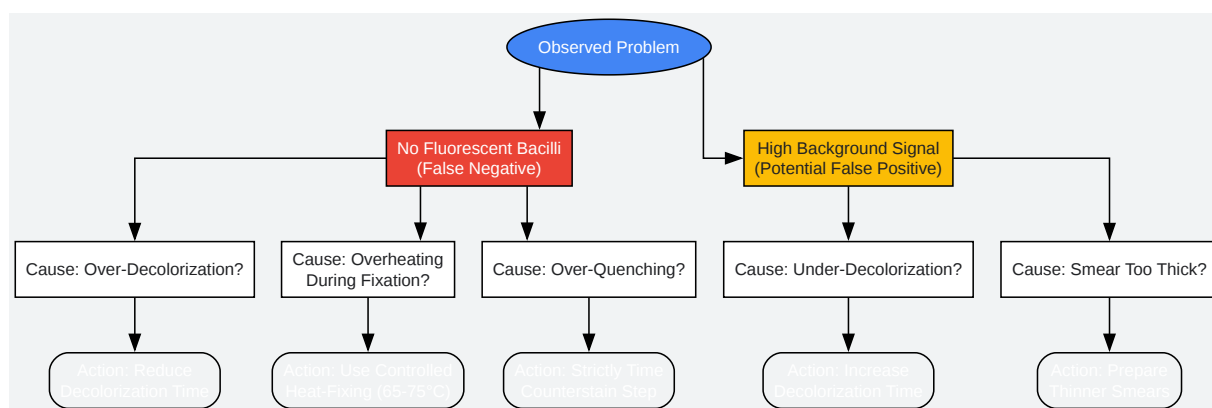 Observed Problem
No Fluorescent Bacilli
(False Negative)
High Background Signal
(Potential False Positive)
Cause: Over-Decolorization?
Cause: Overheating
During Fixation?
Cause: Over-Quenching?
Cause: Under-Decolorization?
Cause: Smear Too Thick?
Action: Reduce
Decolorization Time
Action: Use Controlled
Heat-Fixing (65-75°C)
Action: Strictly Time
Counterstain Step
Action: Increase
Decolorization Time
Action: Prepare
Thinner Smears